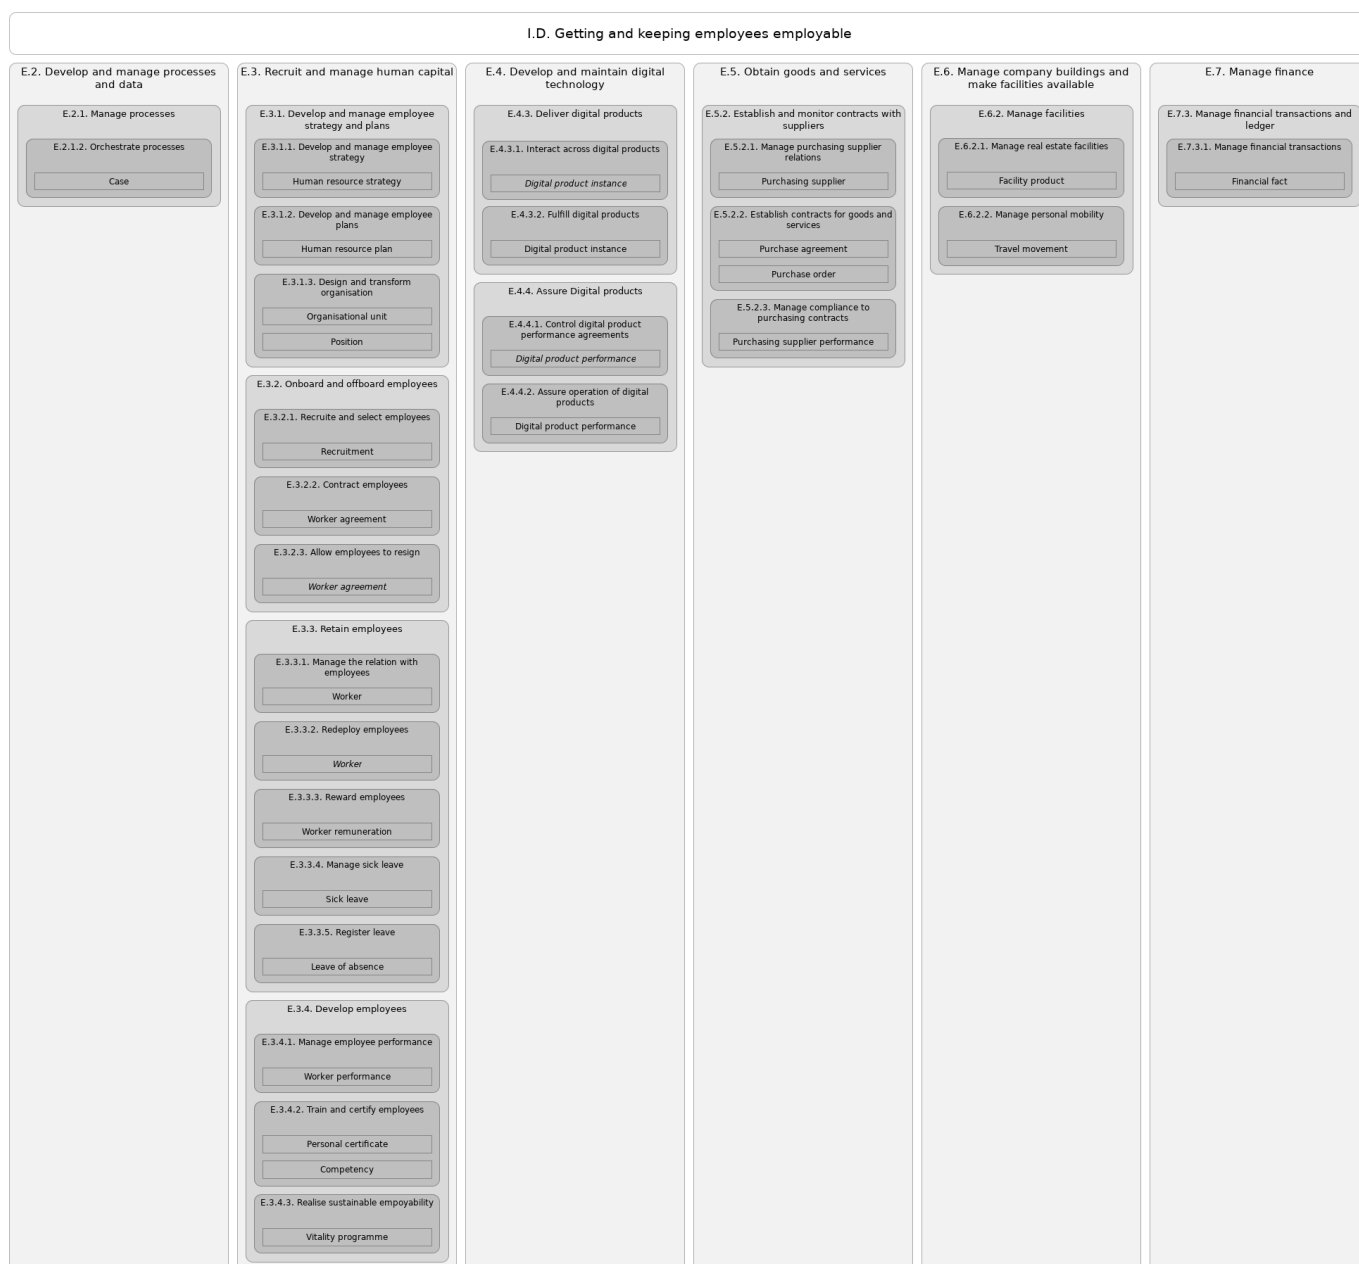 I.D. Getting and keeping employees employable
E.2. Develop and manage processes
and data
E.2.1. Manage processes
E.2.1.2. Orchestrate processes
Case
E.3. Recruit and manage human capital
E.3.1. Develop and manage employee
strategy and plans
E.3.1.1. Develop and manage employee
strategy
Human resource strategy
E.3.1.2. Develop and manage employee
plans
Human resource plan
E.3.1.3. Design and transform
organisation
Organisational unit
Position
E.3.2. Onboard and offboard employees
E.3.2.1. Recruite and select employees
Recruitment
E.3.2.2. Contract employees
Worker agreement
E.3.2.3. Allow employees to resign
Worker agreement
E.3.3. Retain employees
E.3.3.1. Manage the relation with
employees
Worker
E.3.3.2. Redeploy employees
Worker
E.3.3.3. Reward employees
Worker remuneration
E.3.3.4. Manage sick leave
Sick leave
E.3.3.5. Register leave
Leave of absence
E.3.4. Develop employees
E.3.4.1. Manage employee performance
Worker performance
E.3.4.2. Train and certify employees
Personal certificate
Competency
E.3.4.3. Realise sustainable empoyability
Vitality programme
E.4. Develop and maintain digital
technology
E.4.3. Deliver digital products
E.4.3.1. Interact across digital products
Digital product instance
E.4.3.2. Fulfill digital products
Digital product instance
E.4.4. Assure Digital products
E.4.4.1. Control digital product
performance agreements
Digital product performance
E.4.4.2. Assure operation of digital
products
Digital product performance
E.5. Obtain goods and services
E.5.2. Establish and monitor contracts with
suppliers
E.5.2.1. Manage purchasing supplier
relations
Purchasing supplier
E.5.2.2. Establish contracts for goods and
services
Purchase agreement
Purchase order
E.5.2.3. Manage compliance to
purchasing contracts
Purchasing supplier performance
E.6. Manage company buildings and
make facilities available
E.6.2. Manage facilities
E.6.2.1. Manage real estate facilities
Facility product
E.6.2.2. Manage personal mobility
Travel movement
E.7. Manage finance
E.7.3. Manage financial transactions and
ledger
E.7.3.1. Manage financial transactions
Financial fact